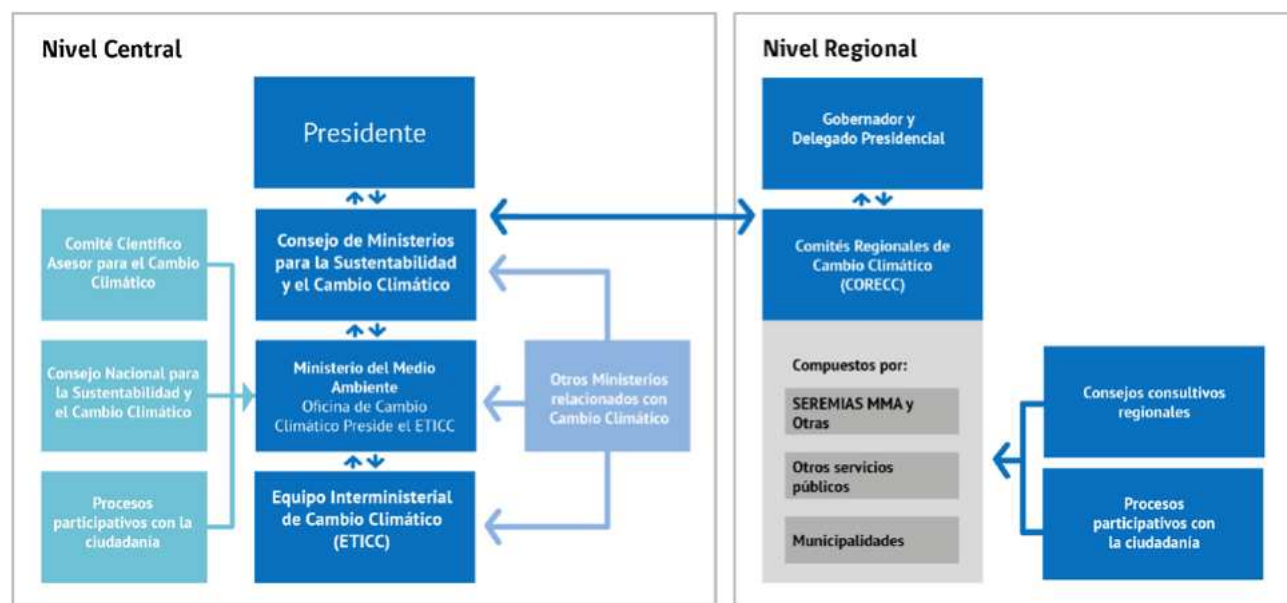 Nivel Central
Presidente
Comité Científico
Asesor para el Cambio
Climático
Consejo Nacional para
la Sustentabilidad y
el Cambio Climático
Procesos
participativos con la
ciudadanía
Consejo de Ministerios
para la Sustentabilidad
y el Cambio Climático
Ministerio del Medio
Ambiente
Oficina de Cambio
Climático Preside el ETICC
Equipo Interministerial
de Cambio Climático
(ETICC)
Otros Ministerios
relacionados con
Cambio Climático
Nivel Regional
Gobernador y
Delegado Presidencial
Comités Regionales de
Cambio Climático
(CORECC)
Compuestos por:
SEREMIAS MMA y
Otras
Otros servicios
públicos
Municipalidades
Consejos consultivos
regionales
Procesos
participativos con
la ciudadanía